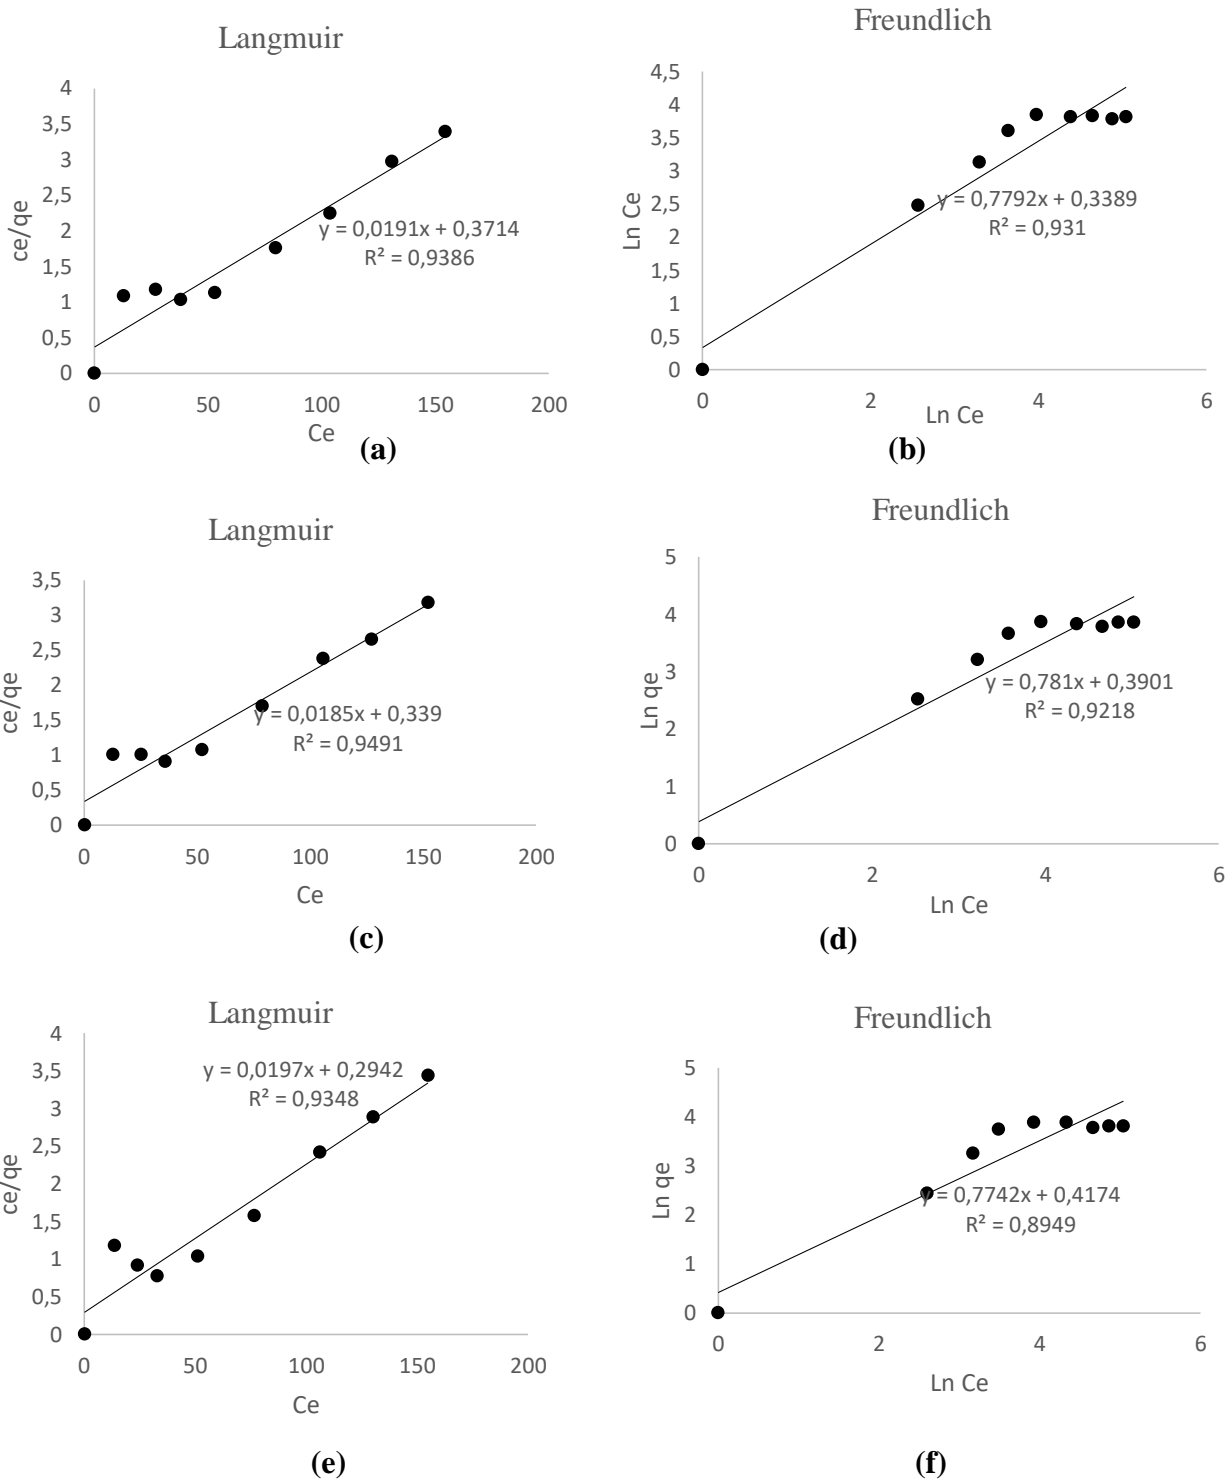 Langmuir
4
3,5
3
2,5
2
1,5
1
0,5
0
ce/qe
y = 0,0191x + 0,3714
R² = 0,9386
0 50 100 150 200
Ce
(a)
Freundlich
4,5
4
3,5
3
2,5
2
1,5
1
0,5
0
Ln Ce
y = 0,7792x + 0,3389
R² = 0,931
0 2 4 6
Ln Ce
(b)
Langmuir
3,5
3
2,5
2
1,5
1
0,5
0
ce/qe
y = 0,0185x + 0,339
R² = 0,9491
0 50 100 150 200
Ce
(c)
Freundlich
5
4
3
2
1
0
Ln qe
y = 0,781x + 0,3901
R² = 0,9218
0 2 4 6
Ln Ce
(d)
Langmuir
4
3,5
3
2,5
2
1,5
1
0,5
0
ce/qe
y = 0,0197x + 0,2942
R² = 0,9348
0 50 100 150 200
Ce
(e)
Freundlich
5
4
3
2
1
0
Ln qe
y = 0,7742x + 0,4174
R² = 0,8949
0 2 4 6
Ln Ce
(f)